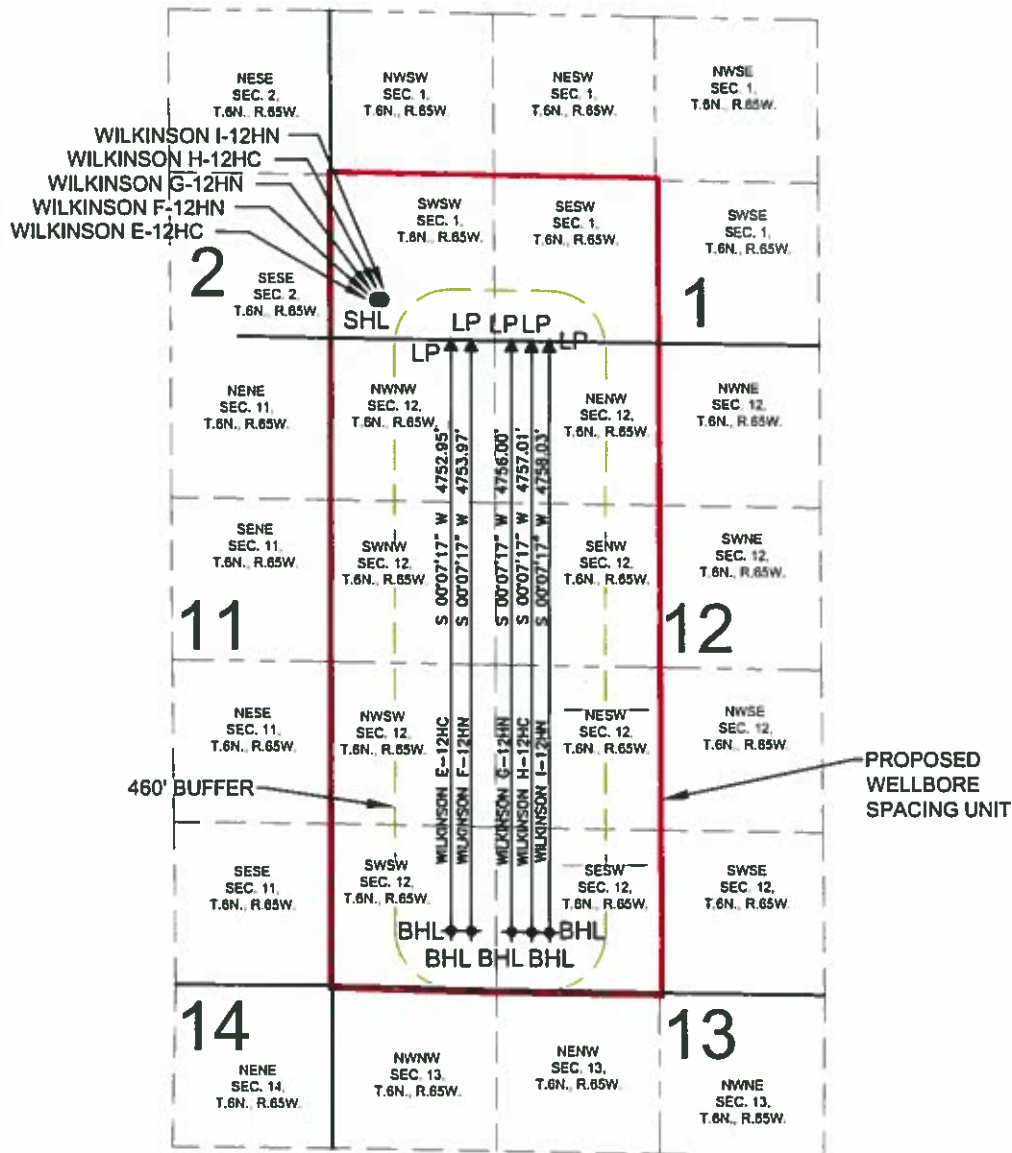 NESE
SEC. 2,
T.6N., R.65W.
NWSW
SEC. 1,
T.6N., R.65W.
NESW
SEC. 1,
T.6N., R.65W.
NWSE
SEC. 1,
T.6N., R.65W.
WILKINSON I-12HN
WILKINSON H-12HC
WILKINSON G-12HN
WILKINSON F-12HN
WILKINSON E-12HC
SWSW
SEC. 1,
T.6N., R.65W.
SESW
SEC. 1,
T.6N., R.65W.
SWSE
SEC. 1,
T.6N., R.65W.
2
SESE
SEC. 2,
T.6N., R.65W.
SHL
1
LP LP LP
LP
LP
NENE
SEC. 11,
T.6N., R.65W.
NWNW
SEC. 12,
T.6N., R.65W.
NENW
SEC. 12,
T.6N., R.65W.
NWNE
SEC. 12,
T.6N., R.65W.
S 00°07'17" W 4752.95'
S 00°07'17" W 4753.97'
S 00°07'17" W 4756.00'
S 00°07'17" W 4757.01'
S 00°07'17" W 4758.03'
SENE
SEC. 11,
T.6N., R.65W.
SWNW
SEC. 12,
T.6N., R.65W.
SENW
SEC. 12,
T.6N., R.65W.
SWNE
SEC. 12,
T.6N., R.65W.
11
12
NESE
SEC. 11,
T.6N., R.65W.
NWSW
SEC. 12,
T.6N., R.65W.
NESW
SEC. 12,
T.6N., R.65W.
NWSE
SEC. 12,
T.6N., R.65W.
WILKINSON E-12HC
WILKINSON F-12HN
WILKINSON G-12HN
WILKINSON H-12HC
WILKINSON I-12HN
460' BUFFER
PROPOSED
WELLBORE
SPACING UNIT
SESE
SEC. 11,
T.6N., R.65W.
SWSW
SEC. 12,
T.6N., R.65W.
SESW
SEC. 12,
T.6N., R.65W.
SWSE
SEC. 12,
T.6N., R.65W.
BHL
BHL
BHL BHL BHL
14
13
NENE
SEC. 14,
T.6N., R.65W.
NWNW
SEC. 13,
T.6N., R.65W.
NENW
SEC. 13,
T.6N., R.65W.
NWNE
SEC. 13,
T.6N., R.65W.